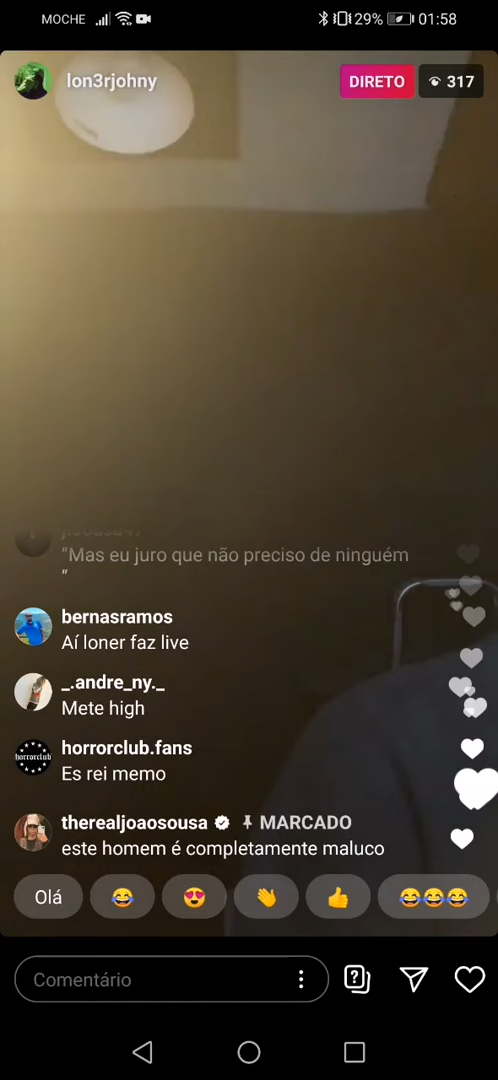 MOCHE 29% 01:58
lon3rjohny DIRETO 317
“Mas eu juro que não preciso de ninguém
“
bernasramos
Aí loner faz live
_.andre_ny._
Mete high
horrorclub.fans
horrorclub
Es rei memo
therealjoaosousa MARCADO
este homem é completamente maluco
Olá
Comentário